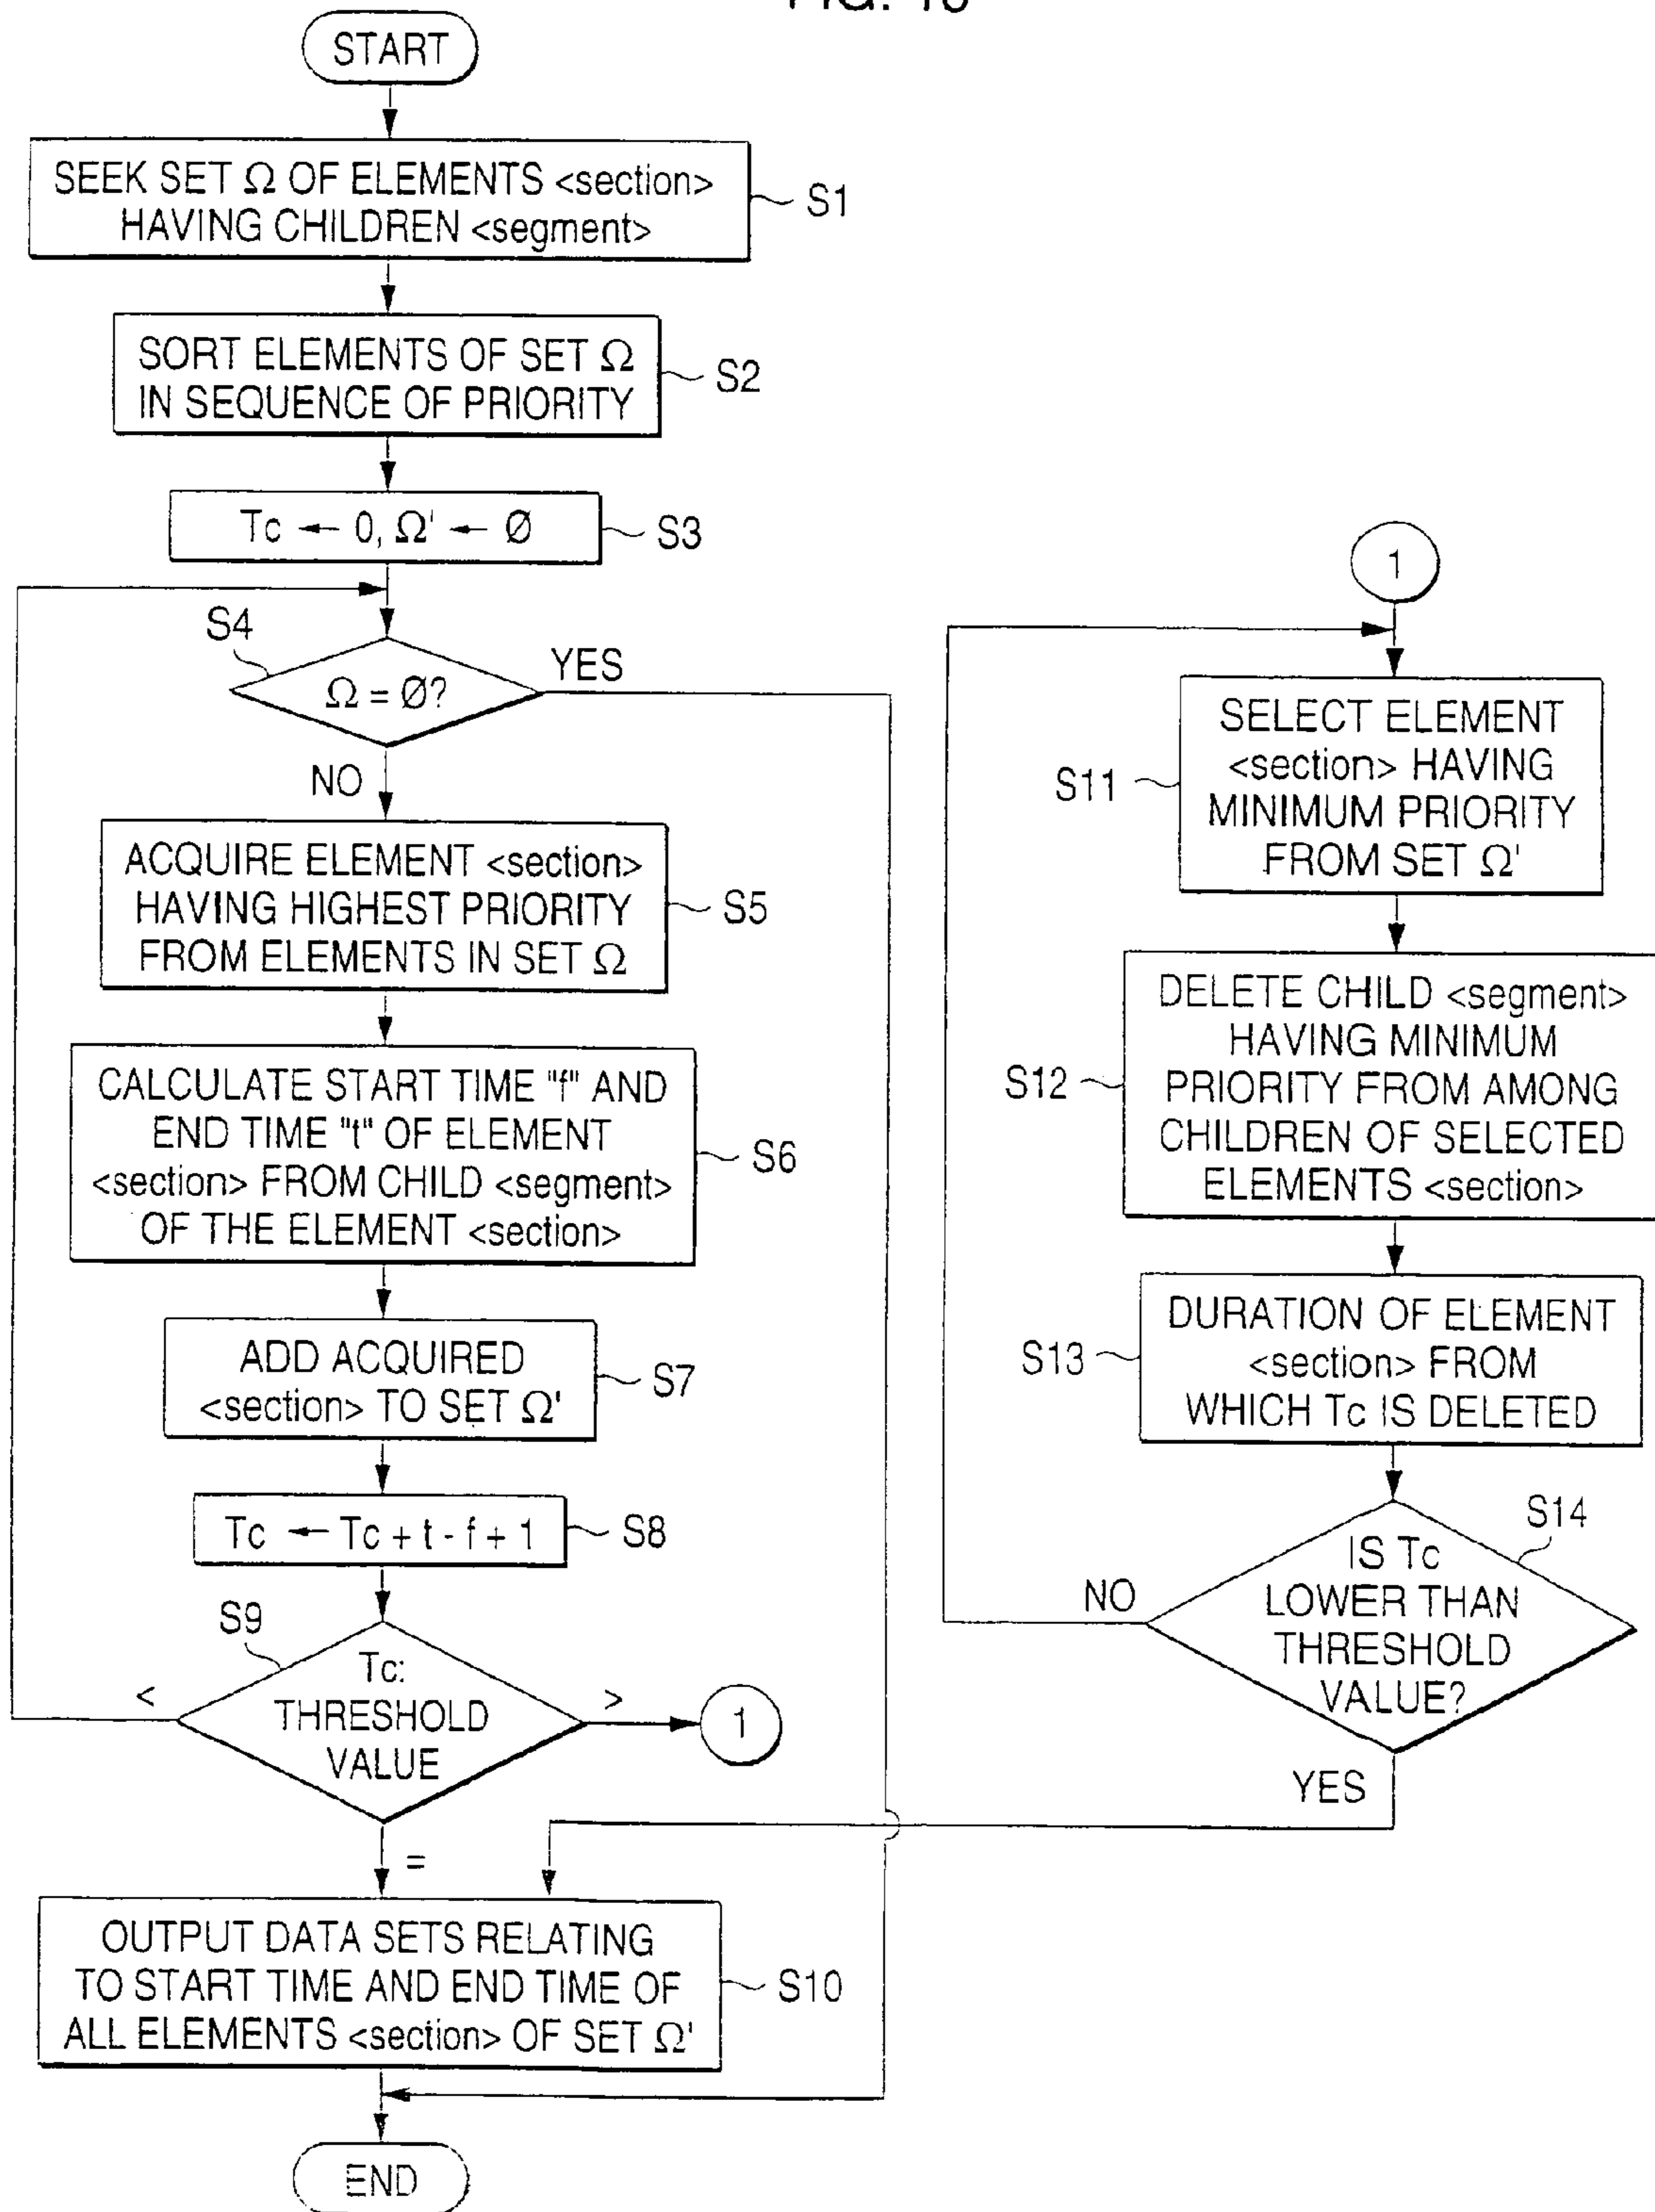 START
SEEK SET Ω OF ELEMENTS <section>
HAVING CHILDREN <segment>
S1
SORT ELEMENTS OF SET Ω
IN SEQUENCE OF PRIORITY
S2
Tc ← 0, Ω' ← Ø
S3
S4
Ω = Ø?
YES
NO
ACQUIRE ELEMENT <section>
HAVING HIGHEST PRIORITY
FROM ELEMENTS IN SET Ω
S5
CALCULATE START TIME "f" AND
END TIME "t" OF ELEMENT
<section> FROM CHILD <segment>
OF THE ELEMENT <section>
S6
ADD ACQUIRED
<section> TO SET Ω'
S7
Tc ← Tc + t - f + 1
S8
S9
Tc:
THRESHOLD
VALUE
<
>
1
=
OUTPUT DATA SETS RELATING
TO START TIME AND END TIME OF
ALL ELEMENTS <section> OF SET Ω'
S10
END
1
SELECT ELEMENT
<section> HAVING
MINIMUM PRIORITY
FROM SET Ω'
S11
DELETE CHILD <segment>
HAVING MINIMUM
PRIORITY FROM AMONG
CHILDREN OF SELECTED
ELEMENTS <section>
S12
DURATION OF ELEMENT
<section> FROM
WHICH Tc IS DELETED
S13
S14
IS Tc
LOWER THAN
THRESHOLD
VALUE?
NO
YES